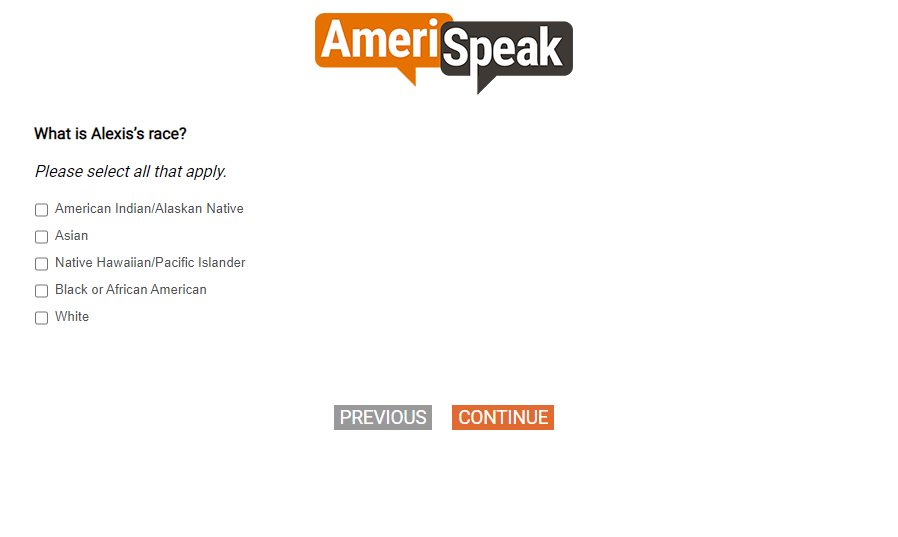 AmeriSpeak
What is Alexis's race?
Please select all that apply.
American Indian/Alaskan Native
Asian
Native Hawaiian/Pacific Islander
Black or African American
White
PREVIOUS CONTINUE